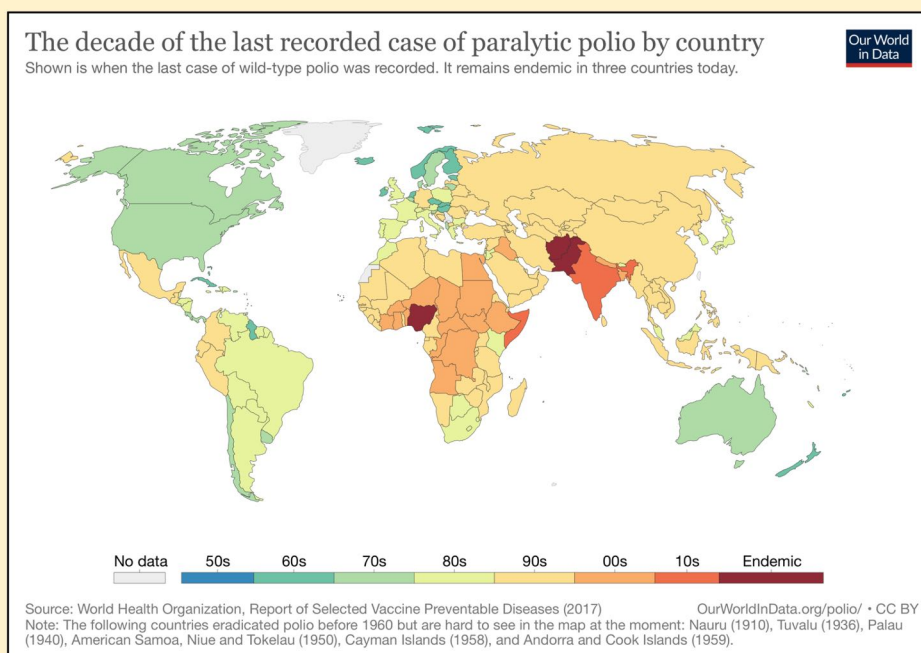 The decade of the last recorded case of paralytic polio by country
Shown is when the last case of wild-type polio was recorded. It remains endemic in three countries today.
Our World
in Data
No data 50s 60s 70s 80s 90s 00s 10s Endemic
Source: World Health Organization, Report of Selected Vaccine Preventable Diseases (2017) OurWorldInData.org/polio/ • CC BY
Note: The following countries eradicated polio before 1960 but are hard to see in the map at the moment: Nauru (1910), Tuvalu (1936), Palau
(1940), American Samoa, Niue and Tokelau (1950), Cayman Islands (1958), and Andorra and Cook Islands (1959).